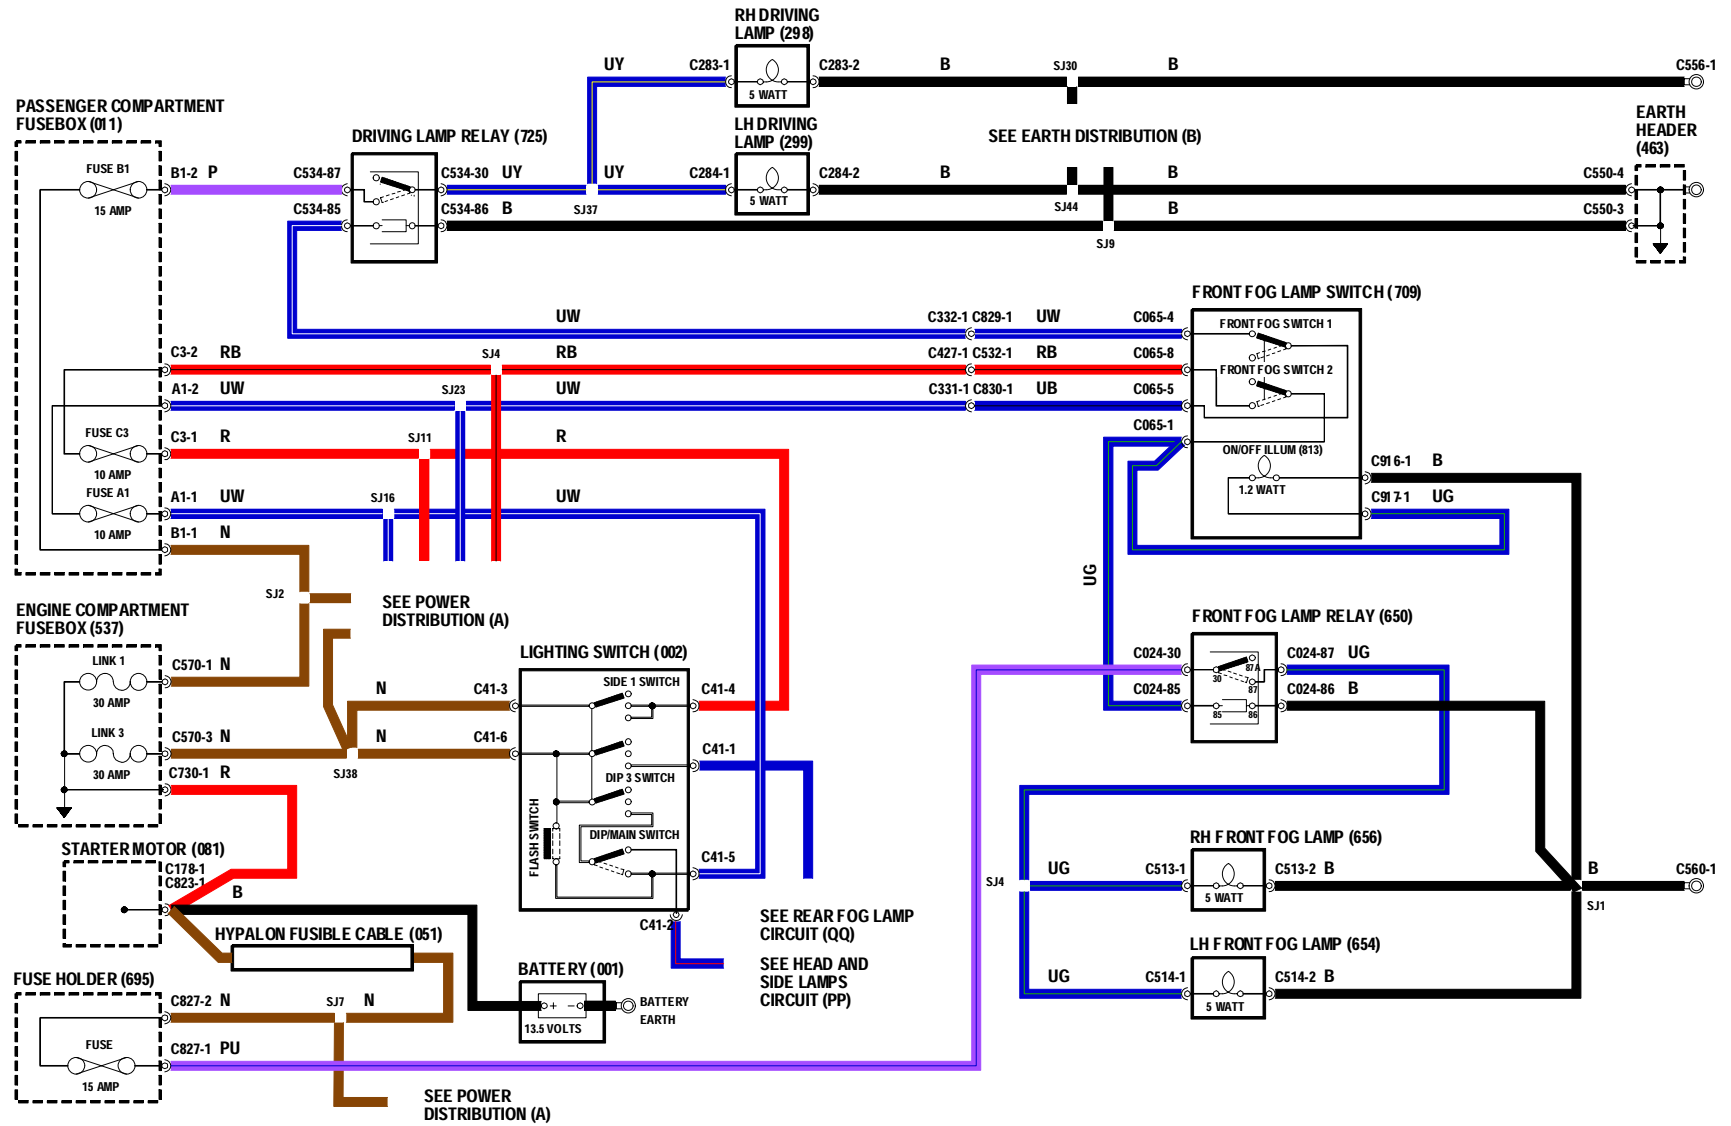 RH DRIVING
LAMP (298)
UY
C283-1
C283-2
B
SJ30
B
C556-1
5 WATT
PASSENGER COMPARTMENT
FUSEBOX (011)
DRIVING LAMP RELAY (725)
LH DRIVING
LAMP (299)
SEE EARTH DISTRIBUTION (B)
EARTH
HEADER
(463)
FUSE B1
15 AMP
B1-2 P
C534-87
C534-30 UY
UY
C284-1
C284-2
B
B
C550-4
5 WATT
C534-85
C534-86 B
SJ37
SJ44
B
C550-3
SJ9
FRONT FOG LAMP SWITCH (709)
UW
C332-1 C829-1 UW
C065-4
FRONT FOG SWITCH 1
C3-2 RB
SJ4
RB
C427-1 C532-1 RB
C065-8
FRONT FOG SWITCH 2
A1-2 UW
SJ23
UW
C331-1 C830-1 UB
C065-5
C065-1
FUSE C3
10 AMP
C3-1 R
SJ11
R
ON/OFF ILLUM (813)
1.2 WATT
C916-1 B
C917-1 UG
FUSE A1
10 AMP
A1-1 UW
SJ16
UW
B1-1 N
UG
SJ2
SEE POWER
DISTRIBUTION (A)
ENGINE COMPARTMENT
FUSEBOX (537)
FRONT FOG LAMP RELAY (650)
LINK 1
30 AMP
C570-1 N
LIGHTING SWITCH (002)
SIDE 1 SWITCH
N
C41-3
C41-4
C024-30
C024-87 UG
87A
30
87
C024-85
C024-86 B
85
86
LINK 3
30 AMP
C570-3 N
N
C41-6
C41-1
SJ38
DIP 3 SWITCH
C730-1 R
FLASH SWITCH
DIP/MAIN SWITCH
C41-5
STARTER MOTOR (081)
C178-1
C823-1
B
RH FRONT FOG LAMP (656)
UG
C513-1
C513-2 B
B
C560-1
SJ4
5 WATT
SJ1
C41-2
SEE REAR FOG LAMP
CIRCUIT (QQ)
HYPALON FUSIBLE CABLE (051)
LH FRONT FOG LAMP (654)
SEE HEAD AND
SIDE LAMPS
CIRCUIT (PP)
UG
C514-1
C514-2 B
5 WATT
FUSE HOLDER (695)
BATTERY (001)
C827-2 N
SJ7
N
+
−
BATTERY
EARTH
13.5 VOLTS
FUSE
15 AMP
C827-1 PU
SEE POWER
DISTRIBUTION (A)